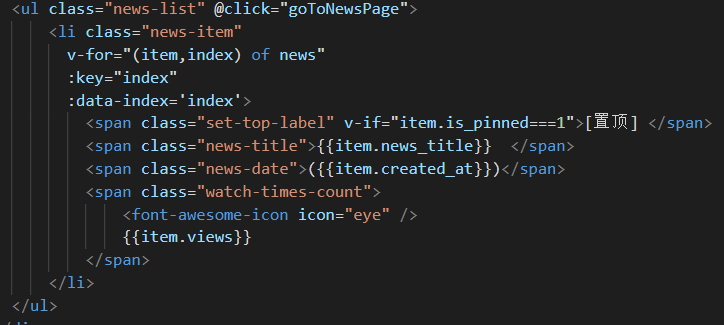 <ul class="news-list" @click="goToNewsPage">
<li class="news-item"
v-for="(item,index) of news"
:key="index"
:data-index='index'>
<span class="set-top-label" v-if="item.is_pinned===1">[置顶] </span>
<span class="news-title">{{item.news_title}}  </span>
<span class="news-date">({{item.created_at}})</span>
<span class="watch-times-count">
<font-awesome-icon icon="eye" />
{{item.views}}
</span>
</li>
</ul>